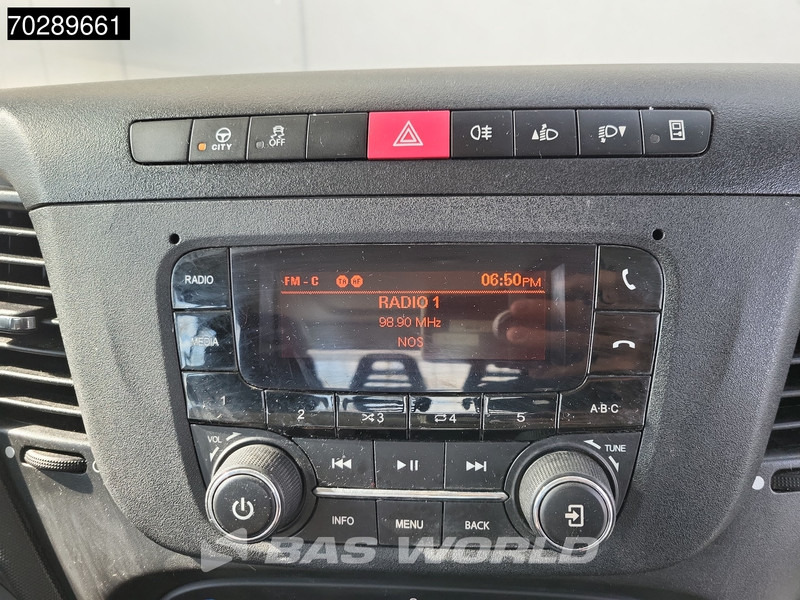 70289661
CITY
OFF
RADIO
FM - C TA AF 06:50PM
RADIO 1
98.90 MHz
NOS
MEDIA
1 2 3 4 5 A·B·C
VOL
TUNE
INFO MENU BACK
BAS WORLD